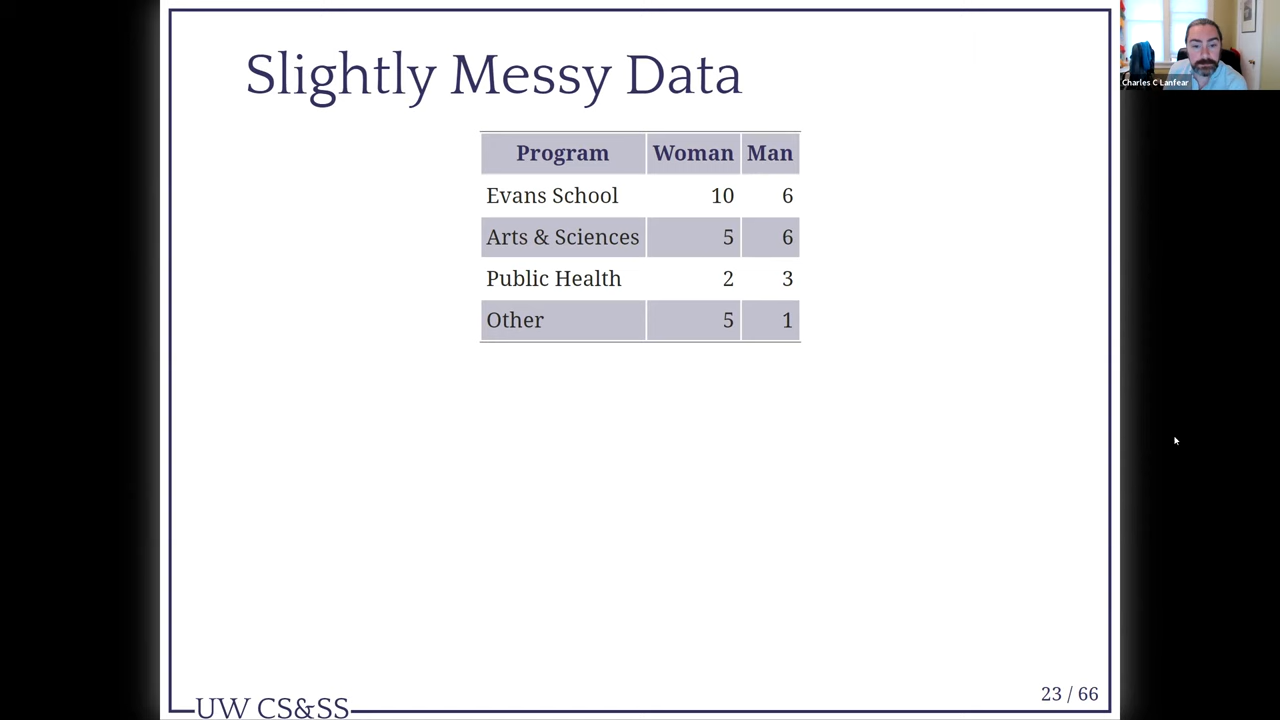 Slightly Messy Data
Charles C Lanfear
Program Woman Man
Evans School 10 6
Arts & Sciences 5 6
Public Health 2 3
Other 5 1
23 / 66
UW CS&SS